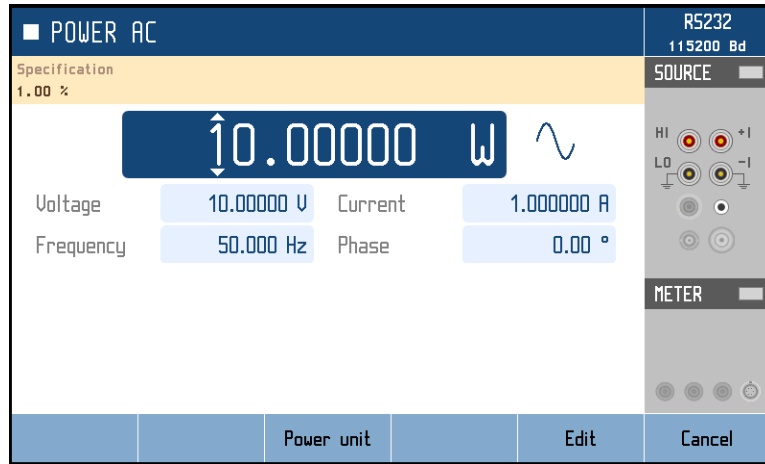 POWER AC
RS232
115200 Bd
Specification
1.00 %
SOURCE
10.00000 W
HI
+I
LO
-I
Voltage 10.00000 V Current 1.000000 A
Frequency 50.000 Hz Phase 0.00 °
METER
Power unit Edit Cancel